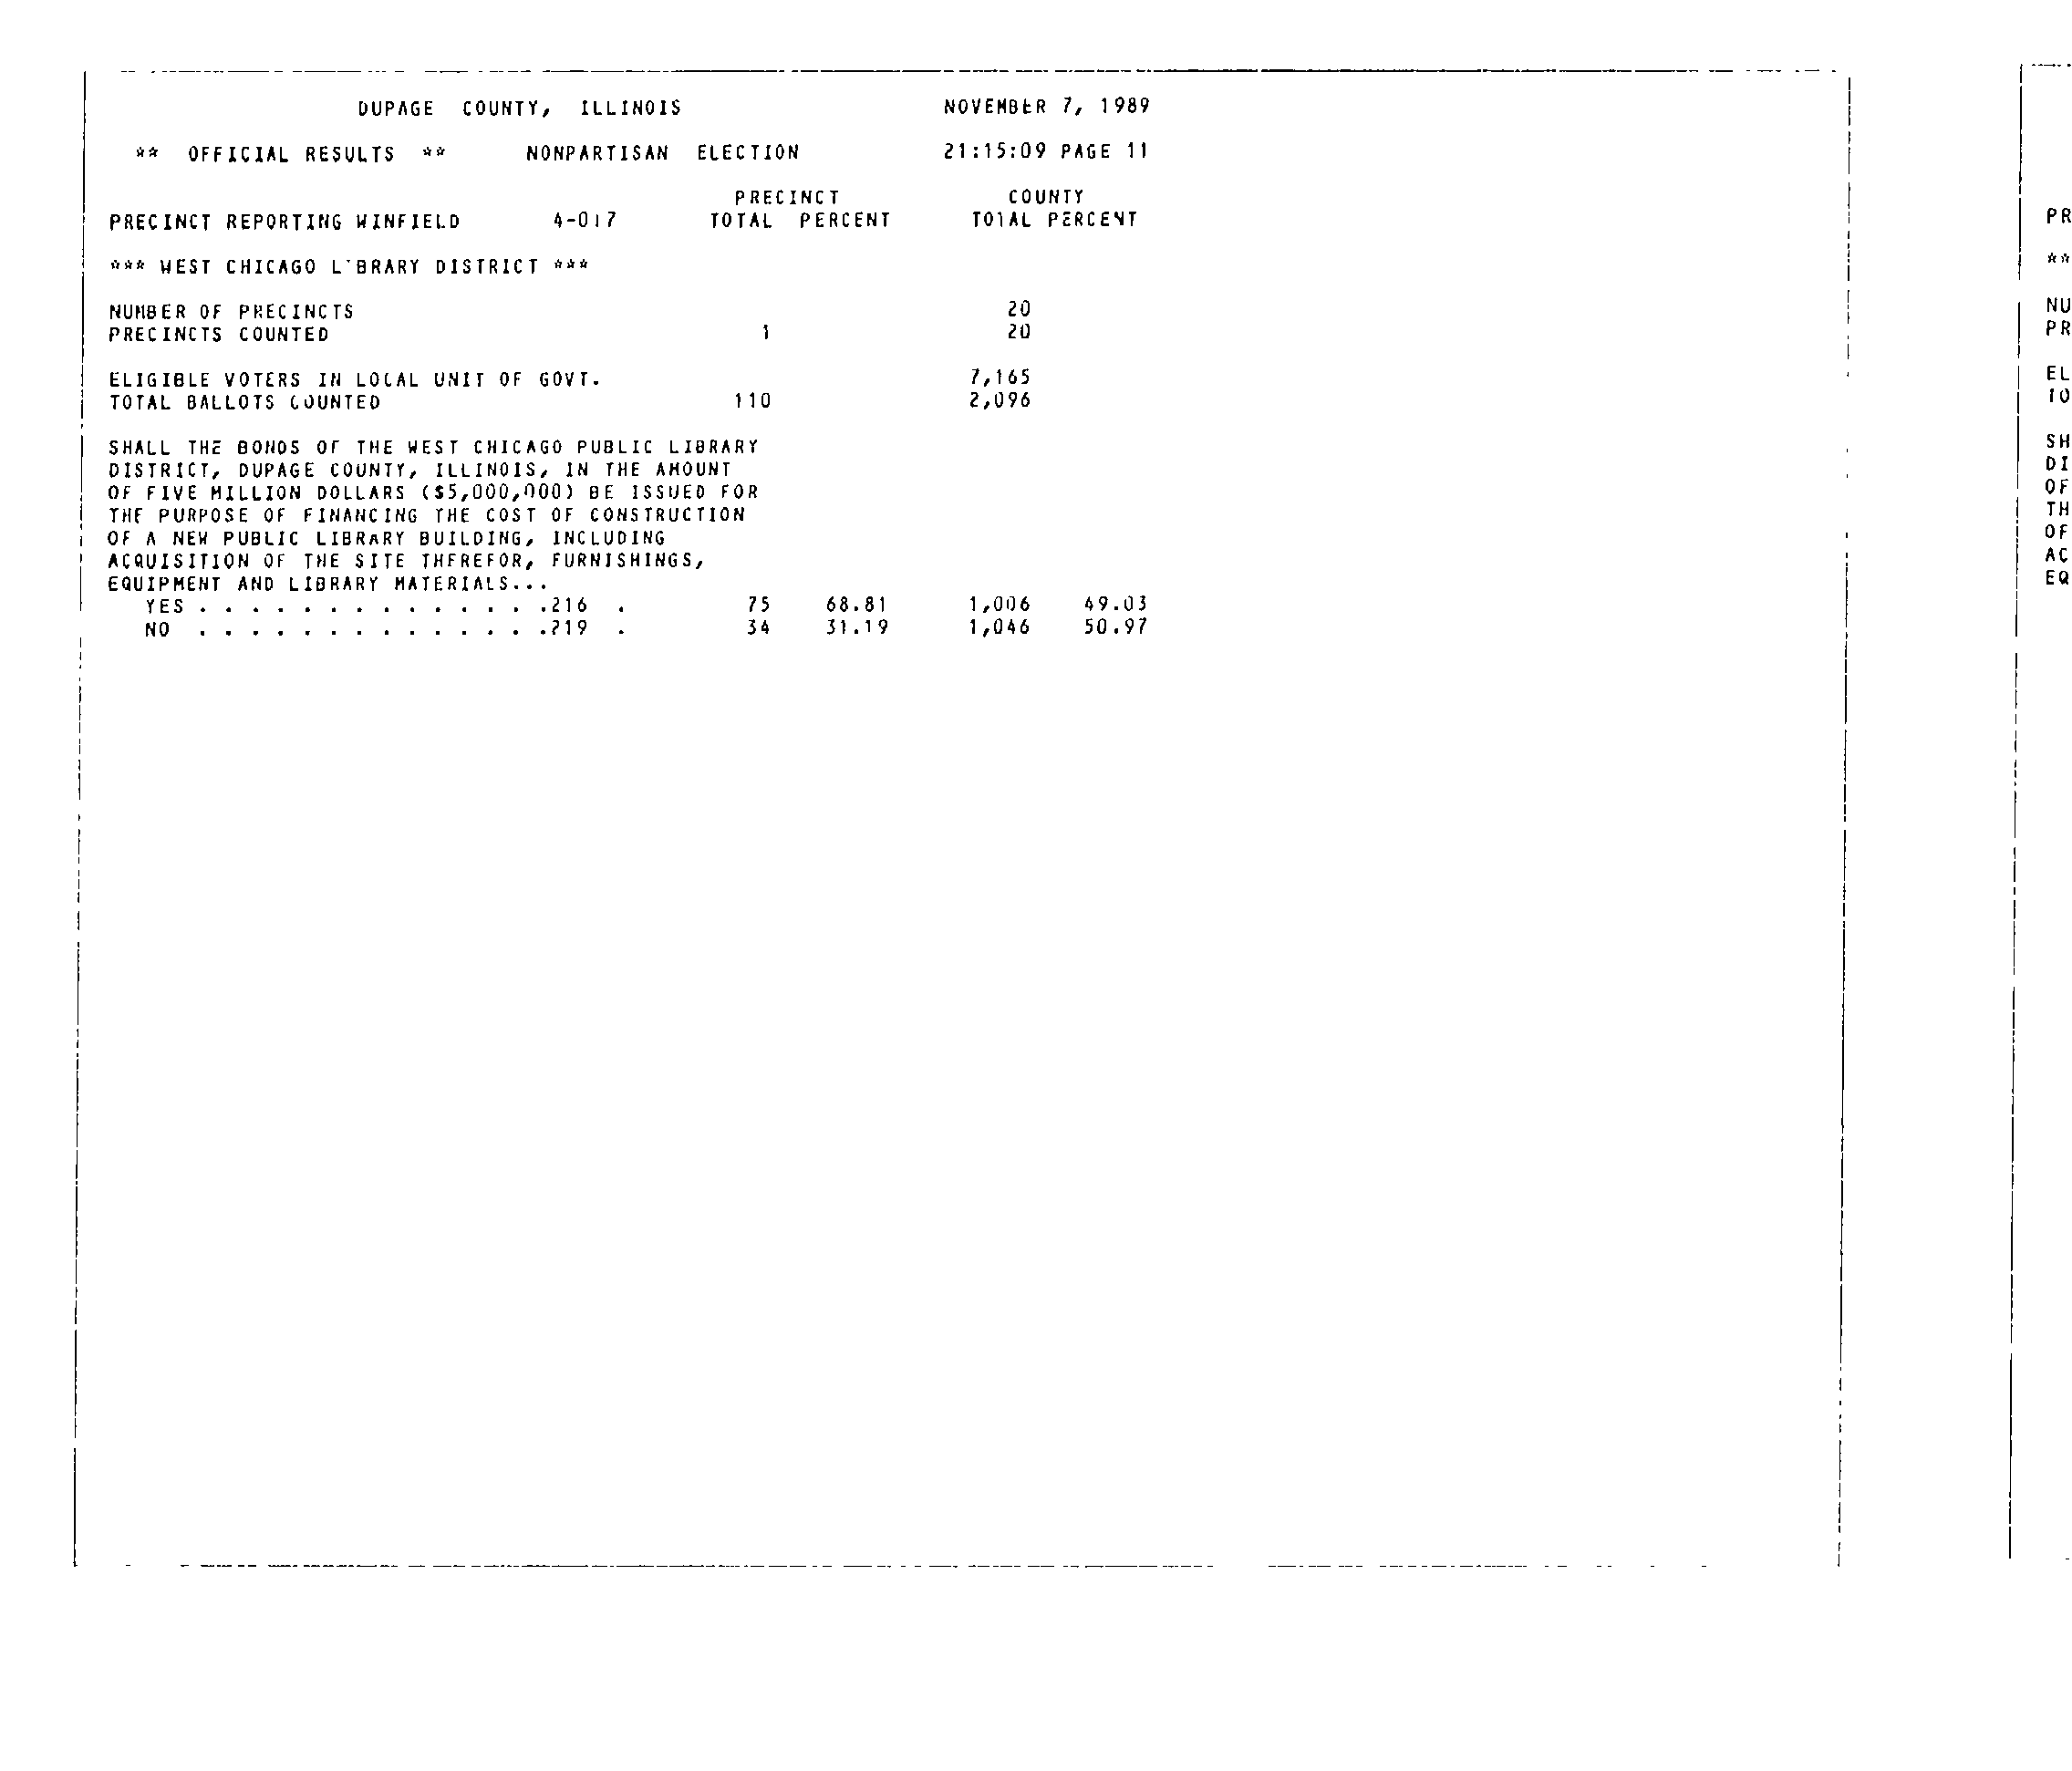 DUPAGE COUNTY, ILLINOIS NOVEMBER 7, 1989
** OFFICIAL RESULTS ** NONPARTISAN ELECTION 21:15:09 PAGE 11
PRECINCT COUNTY
PRECINCT REPORTING WINFIELD 4-017 TOTAL PERCENT TOTAL PERCENT
*** WEST CHICAGO LIBRARY DISTRICT ***
NUMBER OF PRECINCTS 20
PRECINCTS COUNTED 1 20
ELIGIBLE VOTERS IN LOCAL UNIT OF GOVT. 7,165
TOTAL BALLOTS COUNTED 110 2,096
SHALL THE BONDS OF THE WEST CHICAGO PUBLIC LIBRARY
DISTRICT, DUPAGE COUNTY, ILLINOIS, IN THE AMOUNT
OF FIVE MILLION DOLLARS ($5,000,000) BE ISSUED FOR
THE PURPOSE OF FINANCING THE COST OF CONSTRUCTION
OF A NEW PUBLIC LIBRARY BUILDING, INCLUDING
ACQUISITION OF THE SITE THEREFOR, FURNISHINGS,
EQUIPMENT AND LIBRARY MATERIALS...
YES . . . . . . . . . . . . . .216 . 75 68.81 1,006 49.03
NO . . . . . . . . . . . . . .219 . 34 31.19 1,046 50.97
PR
**
NU
PR
EL
TO
SH
DI
OF
TH
OF
AC
EQ